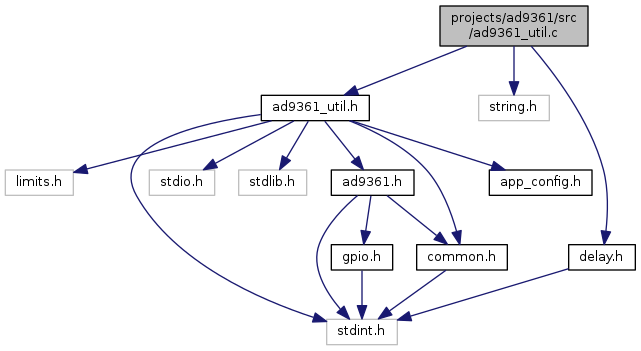 projects/ad9361/src
/ad9361_util.c
ad9361_util.h
string.h
limits.h
stdio.h
stdlib.h
ad9361.h
app_config.h
gpio.h
common.h
delay.h
stdint.h